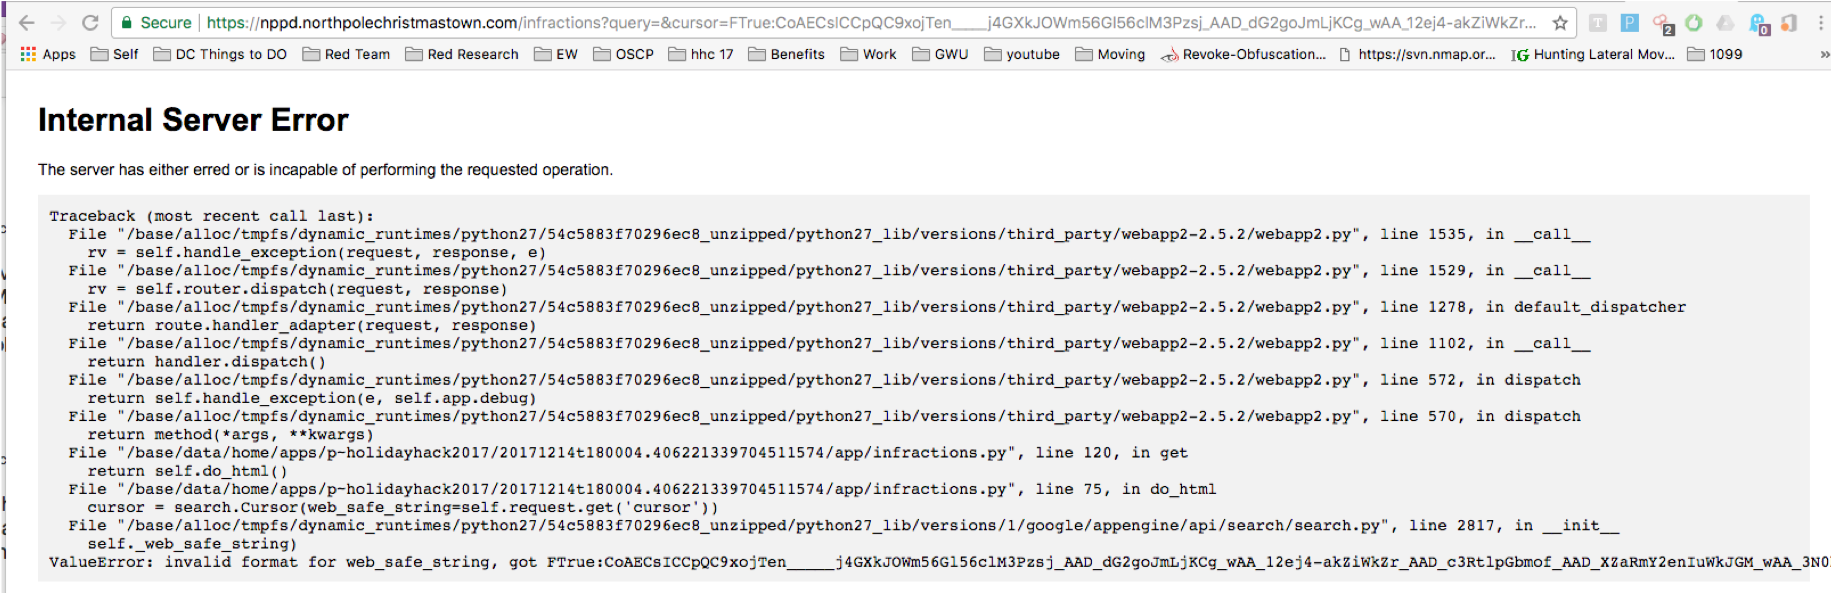 Secure https://nppd.northpolechristmastown.com/infractions?query=&cursor=FTrue:CoAECsICCpQC9xojTen_____j4GXkJOWm56Gl56clM3Pzsj_AAD_dG2goJmLjKCg_wAA_12ej4-akZiWkZr...
Apps Self DC Things to DO Red Team Red Research EW OSCP hhc 17 Benefits Work GWU youtube Moving Revoke-Obfuscation... https://svn.nmap.or... Hunting Lateral Mov... 1099 »
Internal Server Error
The server has either erred or is incapable of performing the requested operation.
Traceback (most recent call last):
  File "/base/alloc/tmpfs/dynamic_runtimes/python27/54c5883f70296ec8_unzipped/python27_lib/versions/third_party/webapp2-2.5.2/webapp2.py", line 1535, in __call__
    rv = self.handle_exception(request, response, e)
  File "/base/alloc/tmpfs/dynamic_runtimes/python27/54c5883f70296ec8_unzipped/python27_lib/versions/third_party/webapp2-2.5.2/webapp2.py", line 1529, in __call__
    rv = self.router.dispatch(request, response)
  File "/base/alloc/tmpfs/dynamic_runtimes/python27/54c5883f70296ec8_unzipped/python27_lib/versions/third_party/webapp2-2.5.2/webapp2.py", line 1278, in default_dispatcher
    return route.handler_adapter(request, response)
  File "/base/alloc/tmpfs/dynamic_runtimes/python27/54c5883f70296ec8_unzipped/python27_lib/versions/third_party/webapp2-2.5.2/webapp2.py", line 1102, in __call__
    return handler.dispatch()
  File "/base/alloc/tmpfs/dynamic_runtimes/python27/54c5883f70296ec8_unzipped/python27_lib/versions/third_party/webapp2-2.5.2/webapp2.py", line 572, in dispatch
    return self.handle_exception(e, self.app.debug)
  File "/base/alloc/tmpfs/dynamic_runtimes/python27/54c5883f70296ec8_unzipped/python27_lib/versions/third_party/webapp2-2.5.2/webapp2.py", line 570, in dispatch
    return method(*args, **kwargs)
  File "/base/data/home/apps/p~holidayhack2017/20171214t180004.406221339704511574/app/infractions.py", line 120, in get
    return self.do_html()
  File "/base/data/home/apps/p~holidayhack2017/20171214t180004.406221339704511574/app/infractions.py", line 75, in do_html
    cursor = search.Cursor(web_safe_string=self.request.get('cursor'))
  File "/base/alloc/tmpfs/dynamic_runtimes/python27/54c5883f70296ec8_unzipped/python27_lib/versions/1/google/appengine/api/search/search.py", line 2817, in __init__
    self._web_safe_string)
ValueError: invalid format for web_safe_string, got FTrue:CoAECsICCpQC9xojTen_____j4GXkJOWm56Gl56clM3Pzsj_AAD_dG2goJmLjKCg_wAA_12ej4-akZiWkZr_AAD_c3RtlpGbmof_AAD_XZaRmY2enIuWkJGM_wAA_3N0